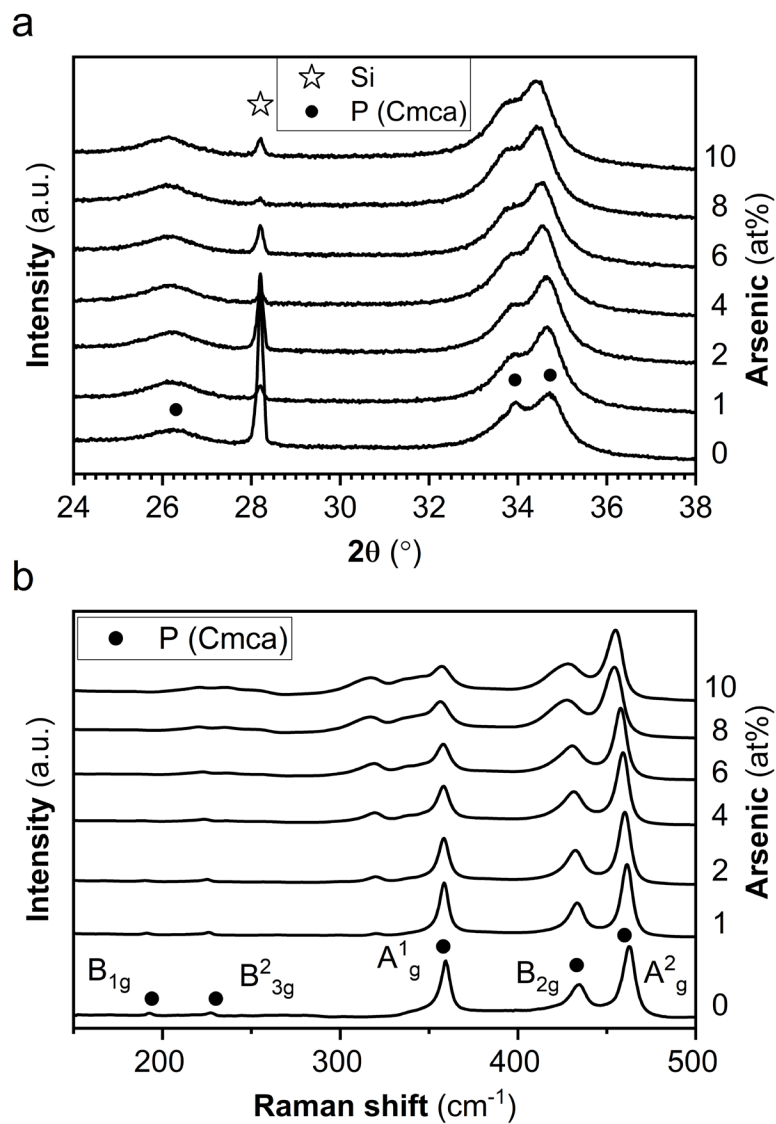 a
☆ Si
● P (Cmca)
Intensity (a.u.)
10
8
6
4
2
1
0
Arsenic (at%)
24 26 28 30 32 34 36 38
2θ (°)
b
● P (Cmca)
Intensity (a.u.)
10
8
6
4
2
1
0
Arsenic (at%)
B1g B²3g A¹g B2g A²g
200 300 400 500
Raman shift (cm⁻¹)